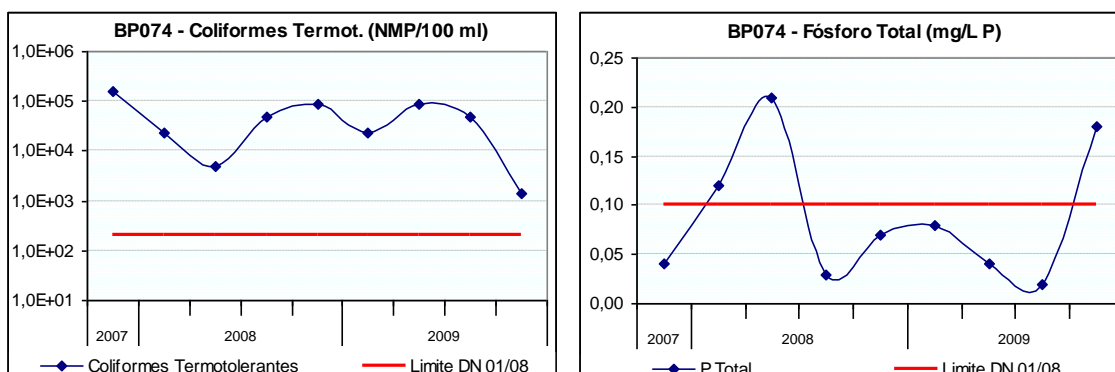 BP074 - Coliformes Termot. (NMP/100 ml)
1,0E+06
1,0E+05
1,0E+04
1,0E+03
1,0E+02
1,0E+01
2007 2008 2009
Coliformes Termotolerantes Limite DN 01/08
BP074 - Fósforo Total (mg/L P)
0,25
0,20
0,15
0,10
0,05
0,00
2007 2008 2009
P Total Limite DN 01/08